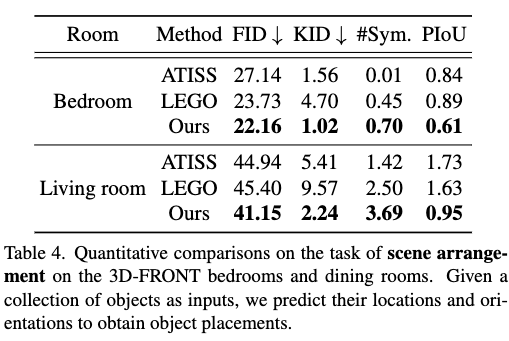 Room Method FID ↓ KID ↓ #Sym. PIoU
ATISS 27.14 1.56 0.01 0.84
Bedroom LEGO 23.73 4.70 0.45 0.89
Ours 22.16 1.02 0.70 0.61
ATISS 44.94 5.41 1.42 1.73
Living room LEGO 45.40 9.57 2.50 1.63
Ours 41.15 2.24 3.69 0.95
Table 4. Quantitative comparisons on the task of scene arrange-
ment on the 3D-FRONT bedrooms and dining rooms. Given a
collection of objects as inputs, we predict their locations and ori-
entations to obtain object placements.